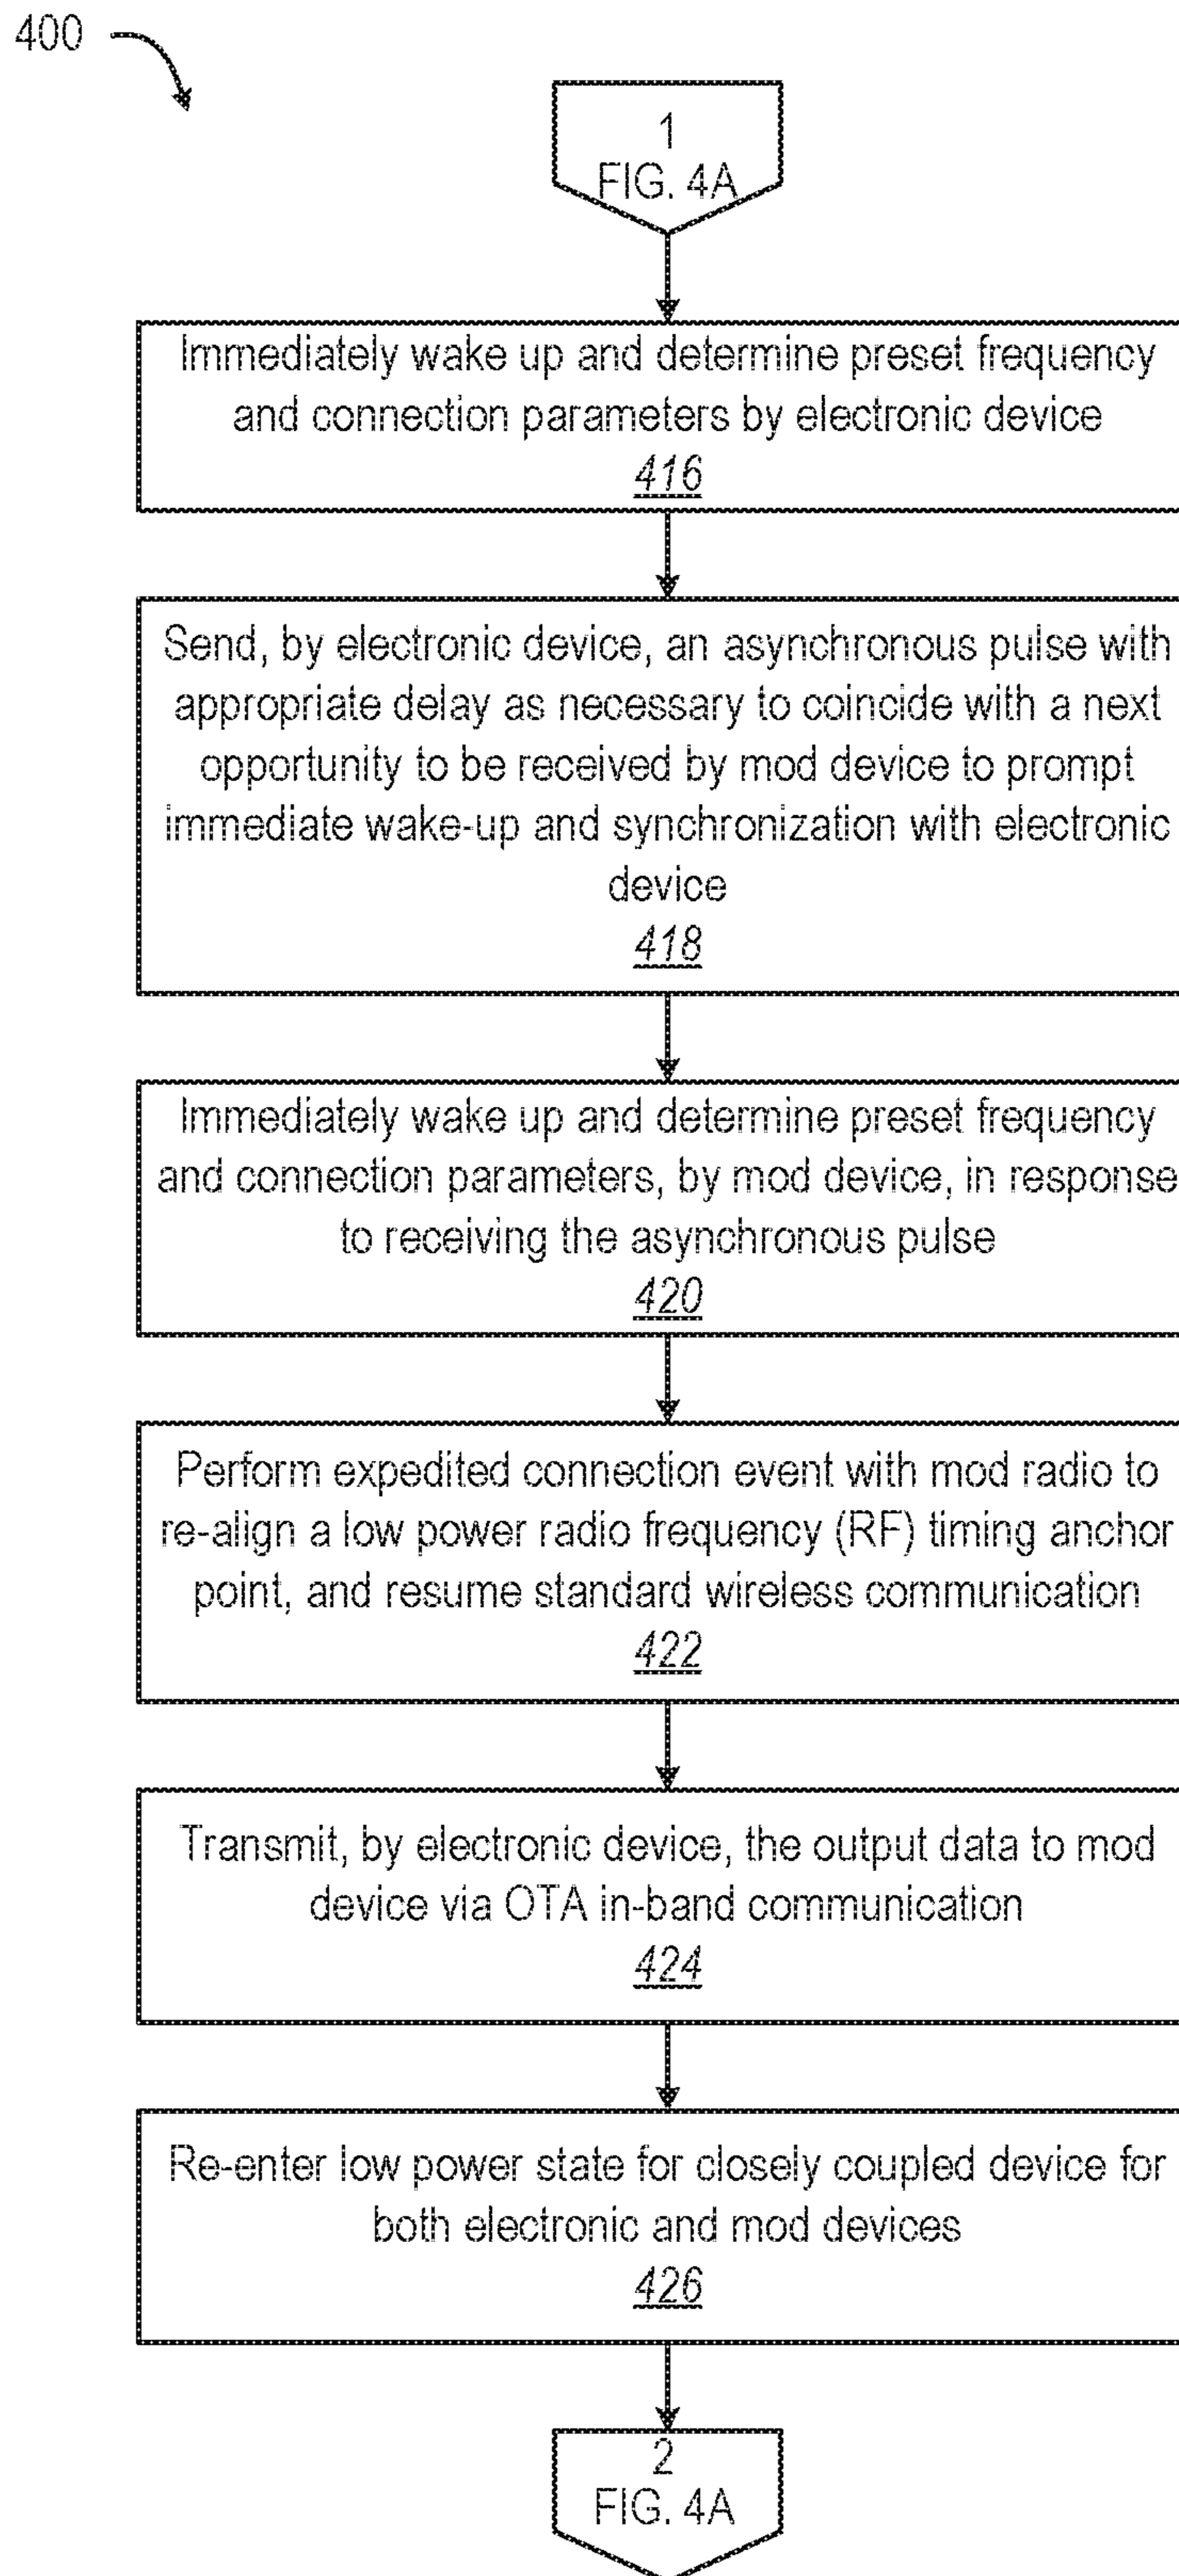 400
1
FIG. 4A
Immediately wake up and determine preset frequency
and connection parameters by electronic device
416
Send, by electronic device, an asynchronous pulse with
appropriate delay as necessary to coincide with a next
opportunity to be received by mod device to prompt
immediate wake-up and synchronization with electronic
device
418
Immediately wake up and determine preset frequency
and connection parameters, by mod device, in response
to receiving the asynchronous pulse
420
Perform expedited connection event with mod radio to
re-align a low power radio frequency (RF) timing anchor
point, and resume standard wireless communication
422
Transmit, by electronic device, the output data to mod
device via OTA in-band communication
424
Re-enter low power state for closely coupled device for
both electronic and mod devices
426
2
FIG. 4A